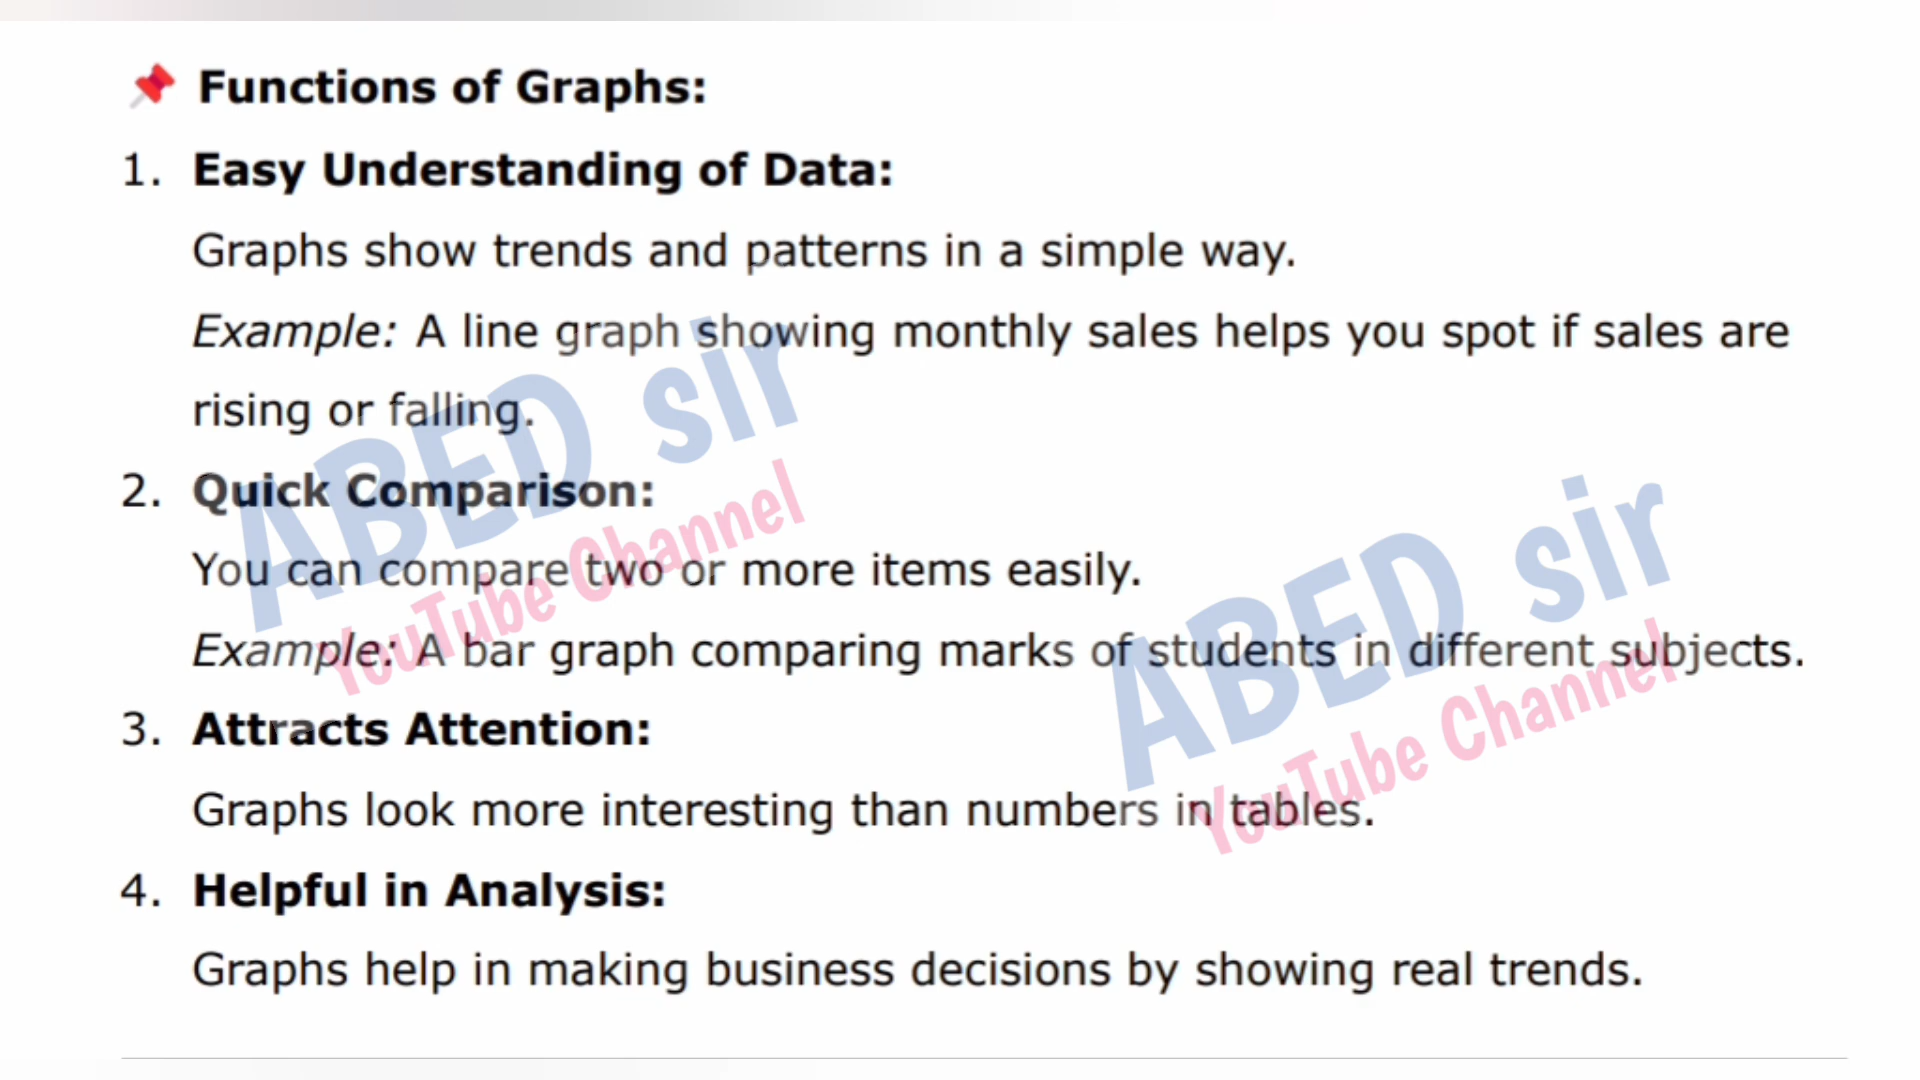 📌 Functions of Graphs:
1. Easy Understanding of Data:
Graphs show trends and patterns in a simple way.
Example: A line graph showing monthly sales helps you spot if sales are
rising or falling.
2. Quick Comparison:
You can compare two or more items easily.
Example: A bar graph comparing marks of students in different subjects.
3. Attracts Attention:
Graphs look more interesting than numbers in tables.
4. Helpful in Analysis:
Graphs help in making business decisions by showing real trends.
ABED sir
YouTube Channel
ABED sir
YouTube Channel